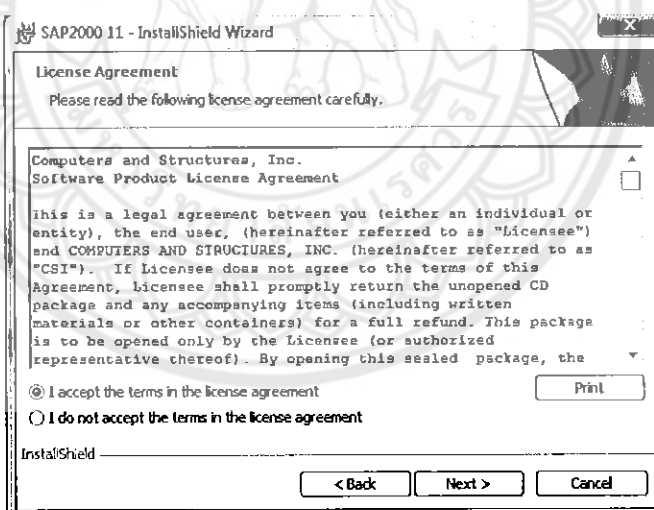 SAP2000 11 - InstallShield Wizard
License Agreement
Please read the following license agreement carefully.
Computers and Structures, Inc.
Software Product License Agreement
This is a legal agreement between you (either an individual or
entity), the end user, (hereinafter referred to as "Licensee")
and COMPUTERS AND STRUCTURES, INC. (hereinafter referred to as
"CSI"). If Licensee does not agree to the terms of this
Agreement, Licensee shall promptly return the unopened CD
package and any accompanying items (including written
materials or other containers) for a full refund. This package
is to be opened only by the Licensee (or authorized
representative thereof). By opening this sealed package, the
I accept the terms in the license agreement
Print
I do not accept the terms in the license agreement
InstallShield
< Back
Next >
Cancel